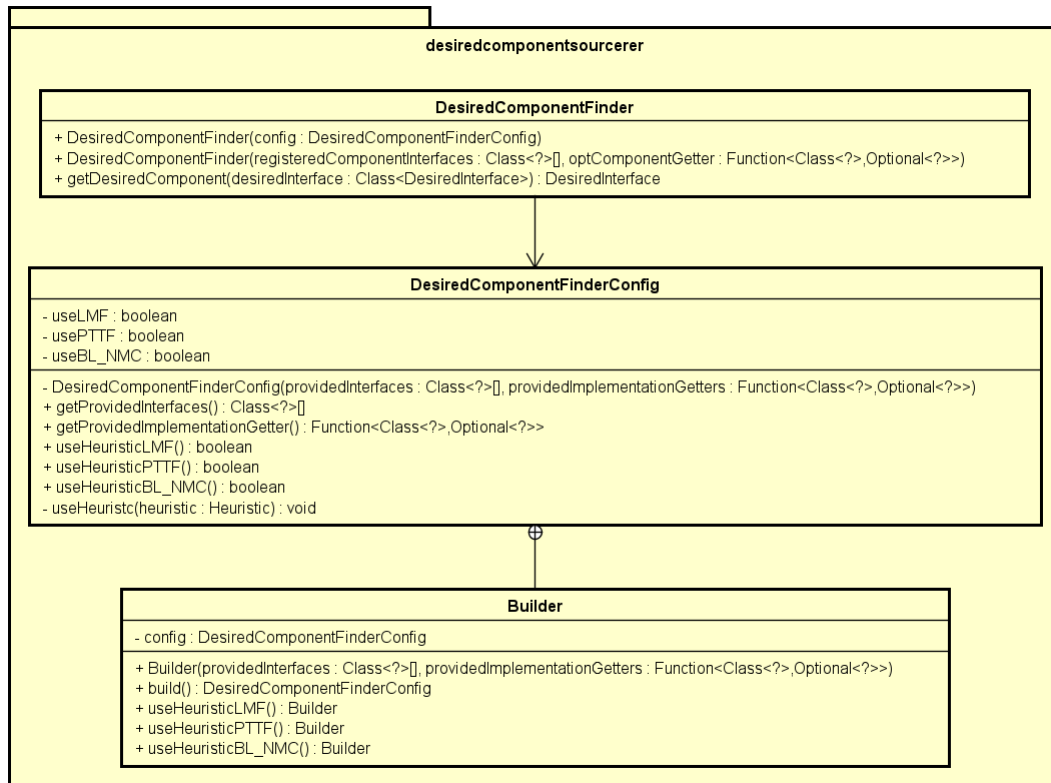 desiredcomponentsourcerer
DesiredComponentFinder
+ DesiredComponentFinder(config : DesiredComponentFinderConfig)
+ DesiredComponentFinder(registeredComponentInterfaces : Class<?>[], optComponentGetter : Function<Class<?>,Optional<?>>)
+ getDesiredComponent(desiredInterface : Class<DesiredInterface>) : DesiredInterface
DesiredComponentFinderConfig
- useLMF : boolean
- usePTTF : boolean
- useBL_NMC : boolean
- DesiredComponentFinderConfig(providedInterfaces : Class<?>[], providedImplementationGetters : Function<Class<?>,Optional<?>>)
+ getProvidedInterfaces() : Class<?>[]
+ getProvidedImplementationGetter() : Function<Class<?>,Optional<?>>
+ useHeuristicLMF() : boolean
+ useHeuristicPTTF() : boolean
+ useHeuristicBL_NMC() : boolean
- useHeuristc(heuristic : Heuristic) : void
Builder
- config : DesiredComponentFinderConfig
+ Builder(providedInterfaces : Class<?>[], providedImplementationGetters : Function<Class<?>,Optional<?>>)
+ build() : DesiredComponentFinderConfig
+ useHeuristicLMF() : Builder
+ useHeuristicPTTF() : Builder
+ useHeuristicBL_NMC() : Builder